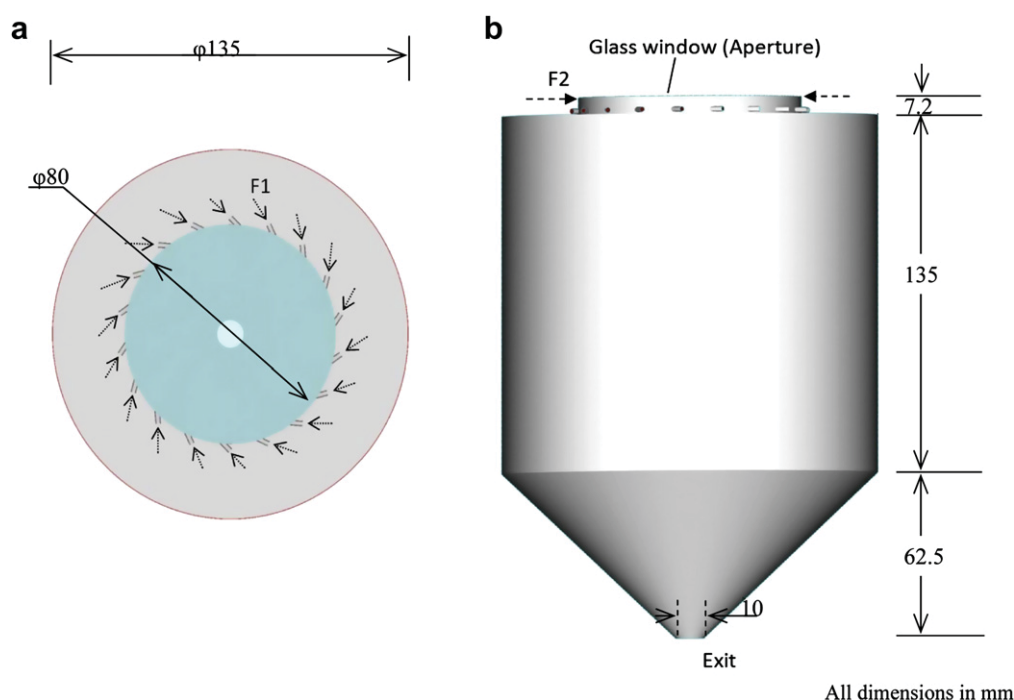 a
φ135
φ80
F1
b
Glass window (Aperture)
F2
7.2
135
62.5
10
Exit
All dimensions in mm